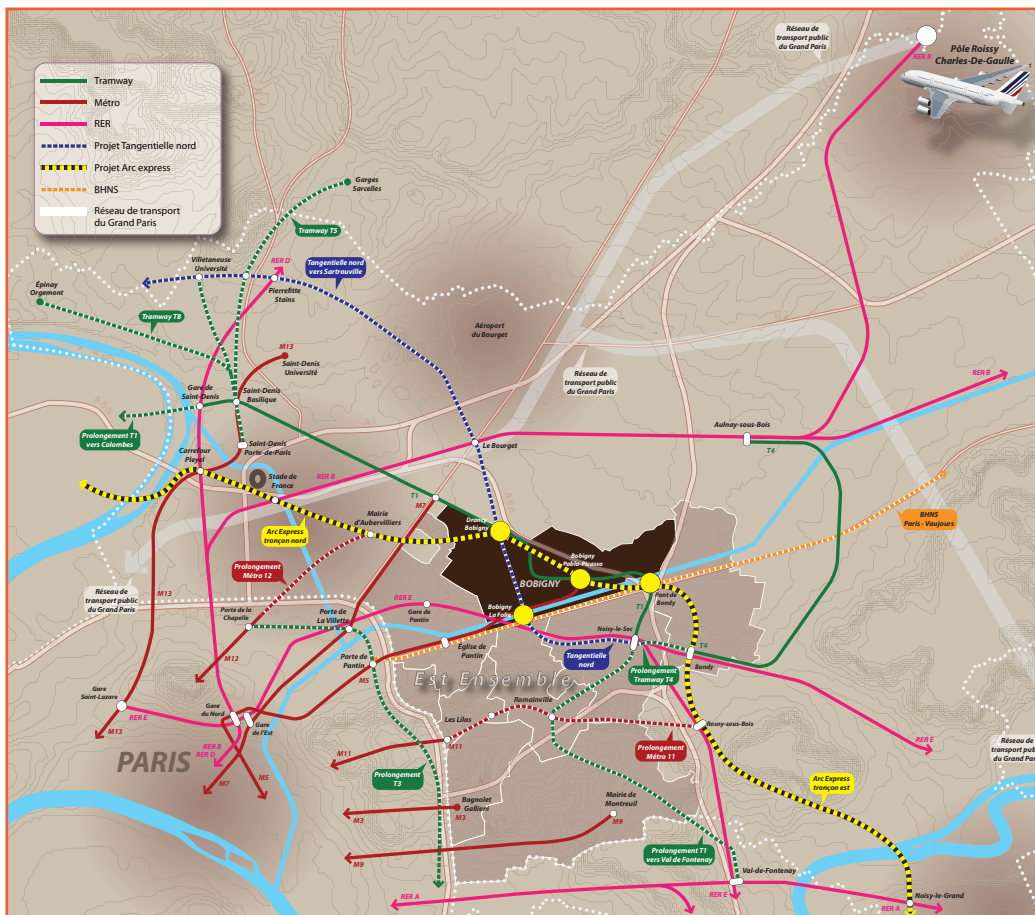 Tramway
Métro
RER
Projet Tangentielle nord
Projet Arc express
BHNS
Réseau de transport
du Grand Paris
Réseau de
transport public
du Grand Paris
RER B
Pôle Roissy
Charles-De-Gaulle
Garges
Sarcelles
Tramway T5
Villetaneuse
Université
RER D
Pierrefitte
Stains
Tangentielle nord
vers Sartrouville
Épinay
Orgemont
Tramway T8
Aéroport
du Bourget
M13
Saint-Denis
Université
Réseau de
transport public
du Grand Paris
RER B
Gare de
Saint-Denis
Saint-Denis
Basilique
Prolongement T1
vers Colombes
Saint-Denis
Porte-de-Paris
Aulnay-sous-Bois
T4
Le Bourget
Carrefour
Pleyel
Stade de
France
RER B
T1
M7
Mairie
d'Aubervilliers
Arc Express
tronçon nord
Drancy
Bobigny
BHNS
Paris - Vaujours
Bobigny
Pablo-Picasso
BOBIGNY
Pont de
Bondy
Prolongement
Métro 12
Réseau de
transport public
du Grand Paris
M13
RER E
Gare de
Pantin
Bobigny
La Folie
T1
Porte de la
Chapelle
Porte de
La Villette
Noisy-le-Sec
M12
Porte de
Pantin
Église de
Pantin
T4
Bondy
Tangentielle
nord
Prolongement
Tramway T4
M5
Est Ensemble
Gare
Saint-Lazare
RER E
Gare
du Nord
Gare
de l'Est
Les Lilas
Romainville
Rosny-sous-Bois
M13
RER B
RER D
M11
M11
Prolongement
Métro 11
RER E
Réseau de
transport public
du Grand Paris
PARIS
M7
M5
Prolongement
T3
Arc Express
tronçon est
M3
Bagnolet
Gallieni
M3
Mairie de
Montreuil
M9
M9
Prolongement T1
vers Val de Fontenay
Val-de-Fontenay
RER A
RER E
RER A
Noisy-le-Grand